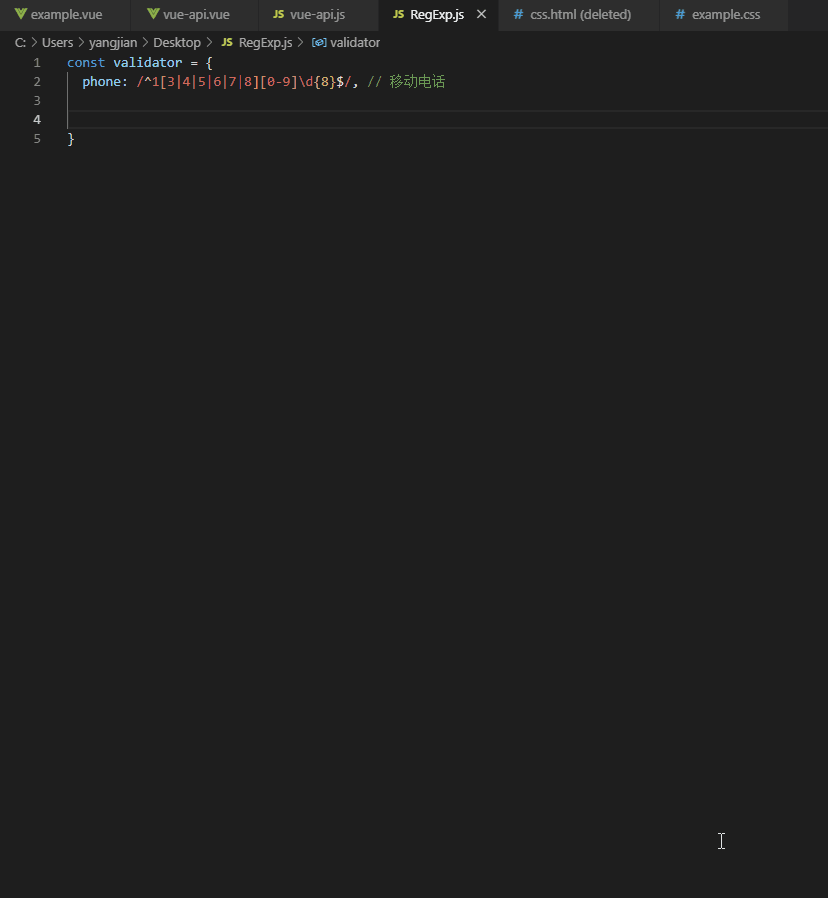 example.vue vue-api.vue JS vue-api.js JS RegExp.js # css.html (deleted) # example.css
C: > Users > yangjian > Desktop > JS RegExp.js > validator
1 const validator = {
2 phone: /^1[3|4|5|6|7|8][0-9]\d{8}$/, // 移动电话
3
4
5 }